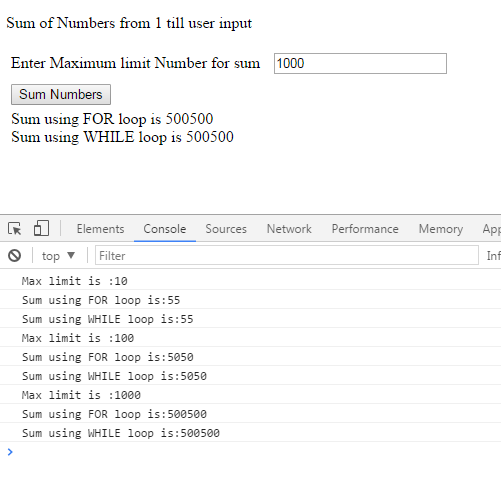 Sum of Numbers from 1 till user input
Enter Maximum limit Number for sum 1000
Sum Numbers
Sum using FOR loop is 500500
Sum using WHILE loop is 500500
Elements Console Sources Network Performance Memory App
top ▼ Filter Inf
Max limit is :10
Sum using FOR loop is:55
Sum using WHILE loop is:55
Max limit is :100
Sum using FOR loop is:5050
Sum using WHILE loop is:5050
Max limit is :1000
Sum using FOR loop is:500500
Sum using WHILE loop is:500500
>